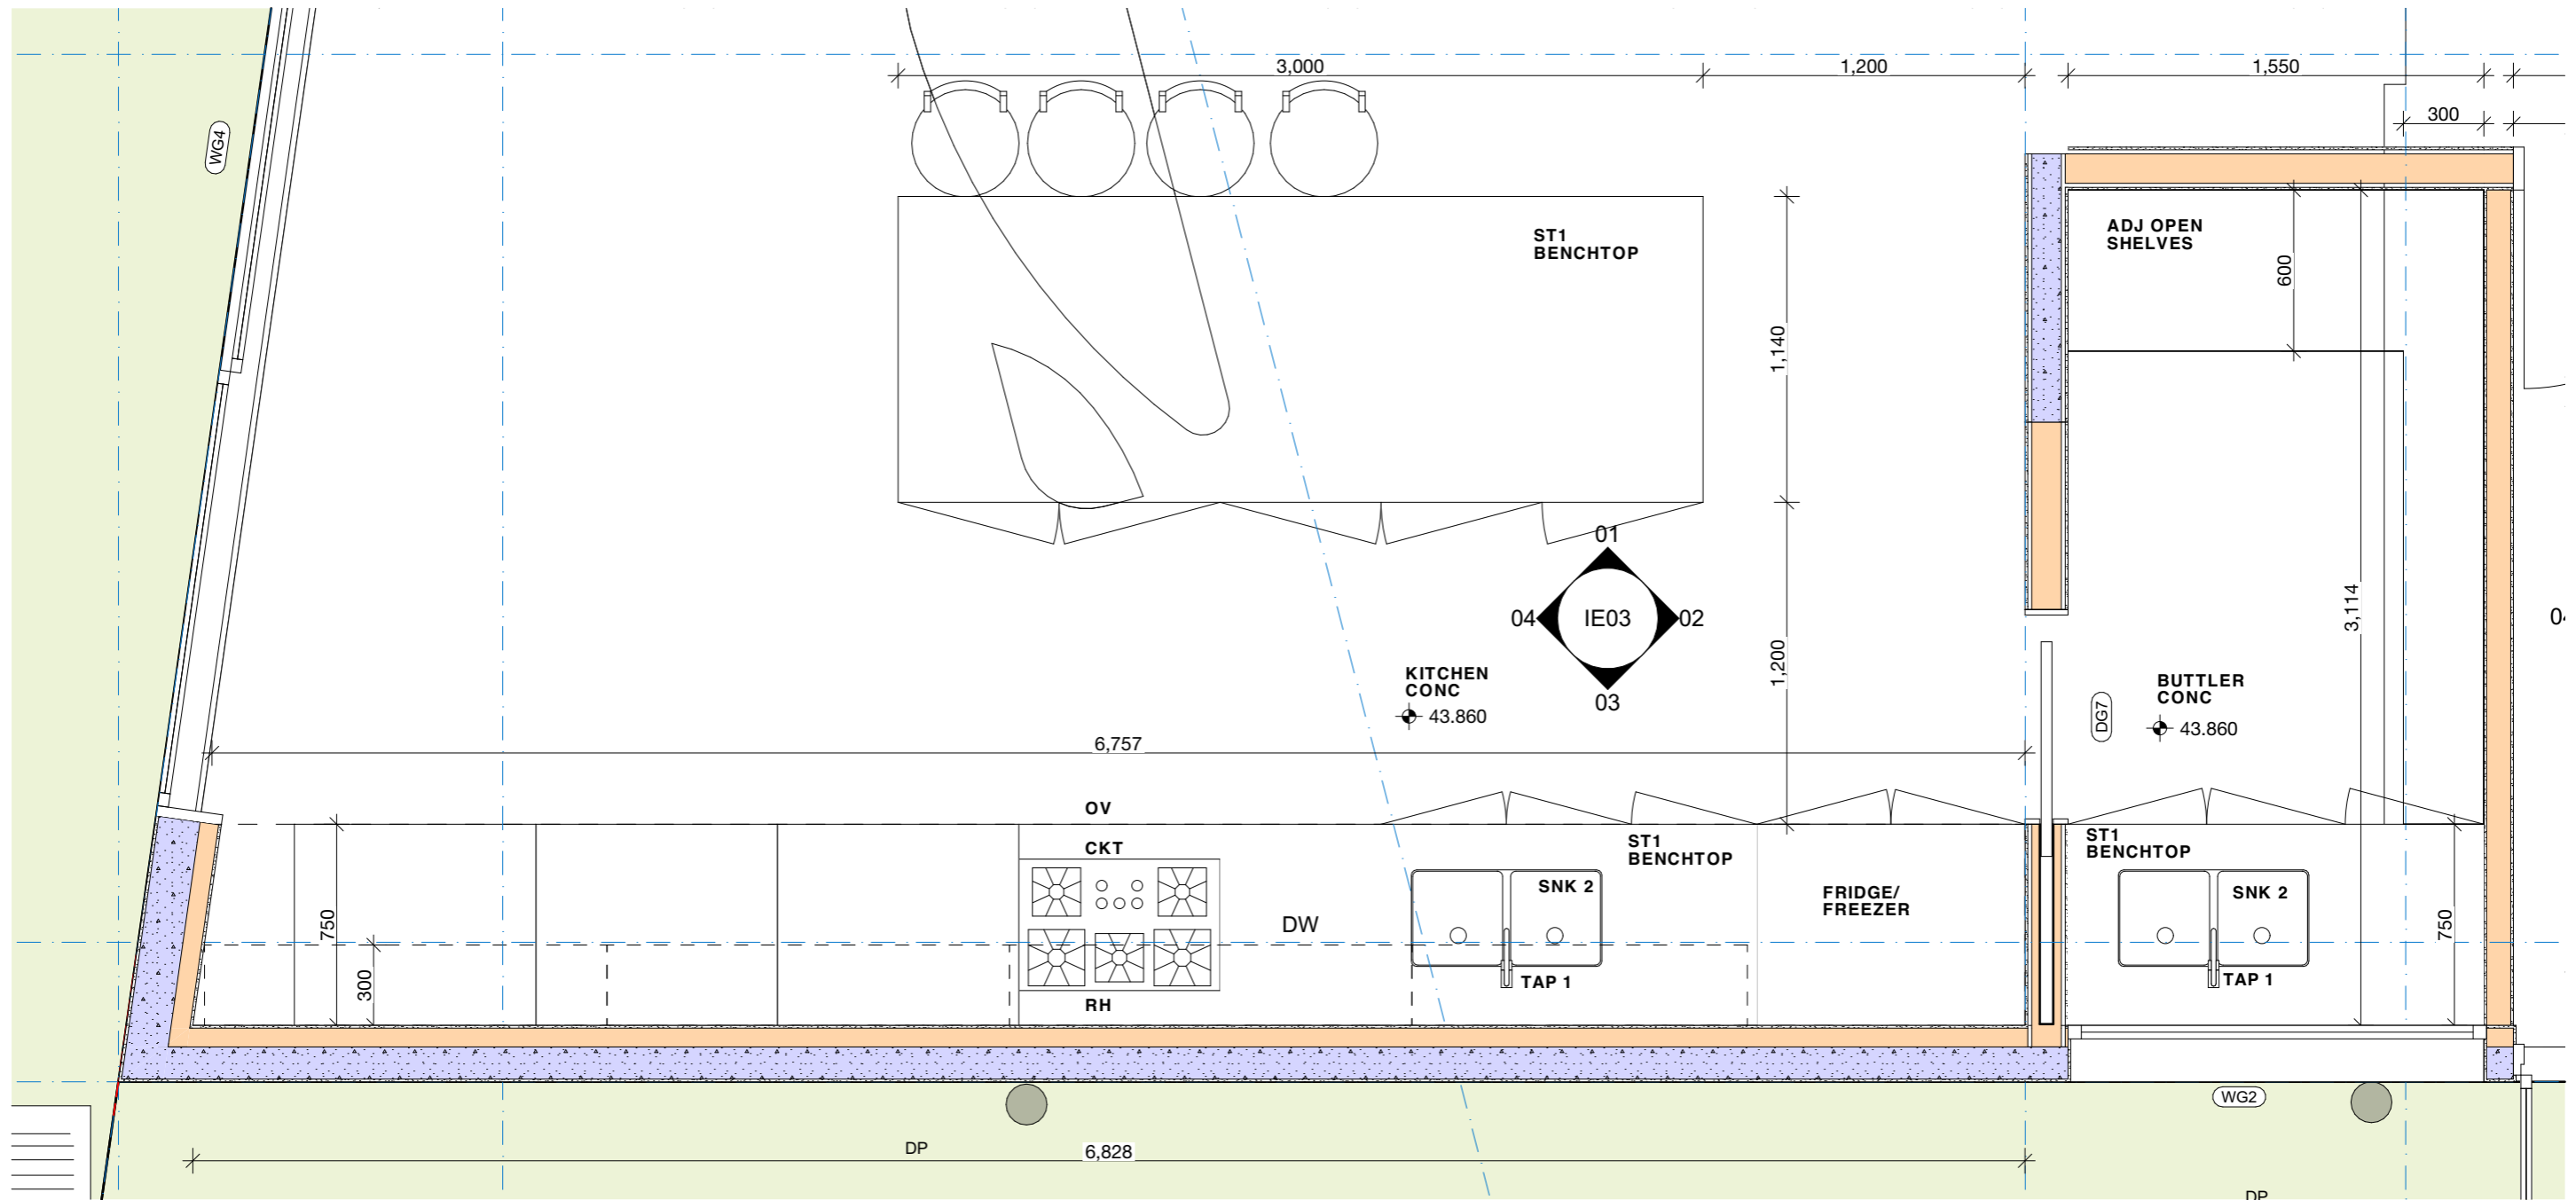 3,000
1,200
1,550
300
WG4
ST1
BENCHTOP
ADJ OPEN
SHELVES
600
1,140
01
04
IE03
02
03
1,200
3,114
KITCHEN
CONC
43.860
BUTTLER
CONC
43.860
DG7
6,757
OV
CKT
ST1
BENCHTOP
ST1
BENCHTOP
SNK 2
FRIDGE/
FREEZER
SNK 2
750
DW
750
300
TAP 1
TAP 1
RH
WG2
DP
6,828
DP